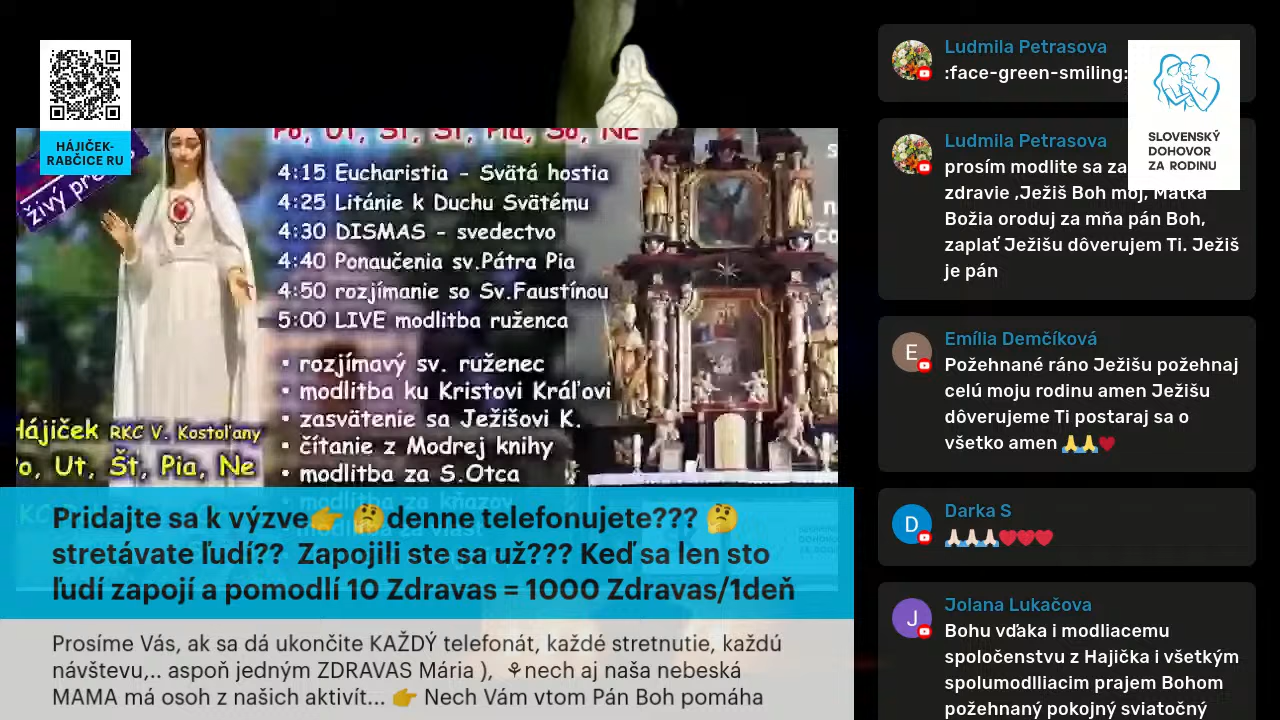 HÁJIČEK-
RABČICE RU
živý
Po, Ut, St, Št, Pia, So, NE
4:15 Eucharistia - Svätá hostia
4:25 Litánie k Duchu Svätému
4:30 DISMAS - svedectvo
4:40 Ponaučenia sv.Pátra Pia
4:50 rozjímanie so Sv.Faustínou
5:00 LIVE modlitba ruženca
• rozjímavý sv. ruženec
• modlitba ku Kristovi Kráľovi
• zasvätenie sa Ježišovi K.
• čítanie z Modrej knihy
• modlitba za S.Otca
• modlitba za kňazov
Hájiček RKC V. Kostoľany
Po, Ut, Št, Pia, Ne
Pridajte sa k výzve👉 🤔denne telefonujete??? 🤔
stretávate ľudí??  Zapojili ste sa už??? Keď sa len sto
ľudí zapojí a pomodlí 10 Zdravas = 1000 Zdravas/1deň
Prosíme Vás, ak sa dá ukončite KAŽDÝ telefonát, každé stretnutie, každú
návštevu,.. aspoň jedným ZDRAVAS Mária ),  ⚘nech aj naša nebeská
MAMA má osoh z našich aktivít... 👉 Nech Vám vtom Pán Boh pomáha
Ludmila Petrasova
:face-green-smiling:
SLOVENSKÝ
DOHOVOR
ZA RODINU
Ludmila Petrasova
prosím modlite sa za
zdravie ,Ježiš Boh môj, Matka
Božia oroduj za mňa pán Boh,
zaplať Ježišu dôverujem Ti. Ježiš
je pán
E
Emília Demčíková
Požehnané ráno Ježišu požehnaj
celú moju rodinu amen Ježišu
dôverujeme Ti postaraj sa o
všetko amen 🙏🙏♥️
D
Darka S
🙏🏻🙏🏻🙏🏻❤️❤️❤️
J
Jolana Lukačova
Bohu vďaka i modliacemu
spoločenstvu z Hajička i všetkým
spolumodlliacim prajem Bohom
požehnaný pokojný sviatočný